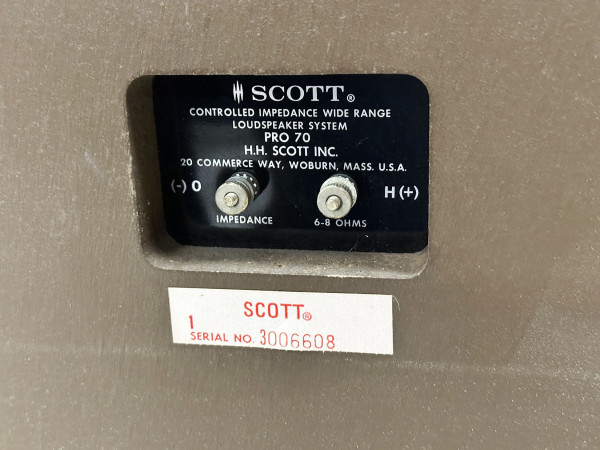 SCOTT®
CONTROLLED IMPEDANCE WIDE RANGE
LOUDSPEAKER SYSTEM
PRO 70
H.H. SCOTT INC.
20 COMMERCE WAY, WOBURN, MASS. U.S.A.
(-) 0 H (+)
IMPEDANCE 6-8 OHMS
SCOTT®
1
SERIAL NO. 3006608